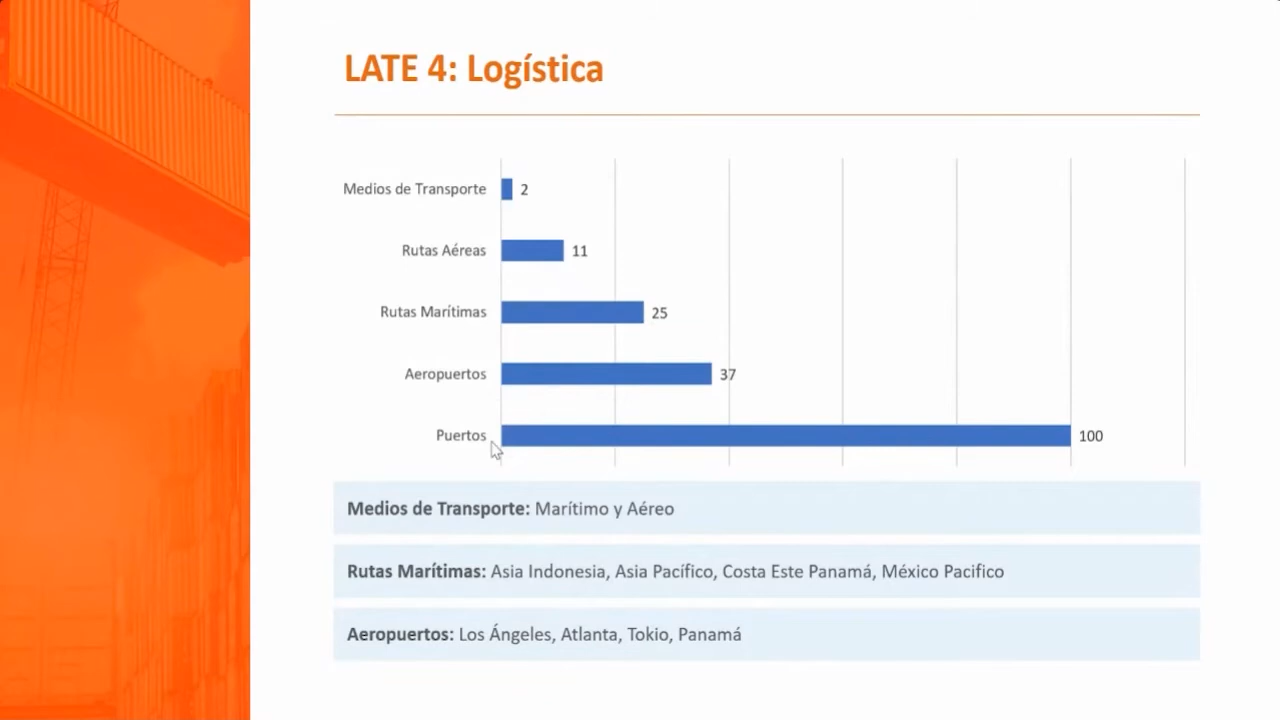 LATE 4: Logística
Medios de Transporte 2
Rutas Aéreas 11
Rutas Marítimas 25
Aeropuertos 37
Puertos 100
Medios de Transporte: Marítimo y Aéreo
Rutas Marítimas: Asia Indonesia, Asia Pacífico, Costa Este Panamá, México Pacifico
Aeropuertos: Los Ángeles, Atlanta, Tokio, Panamá